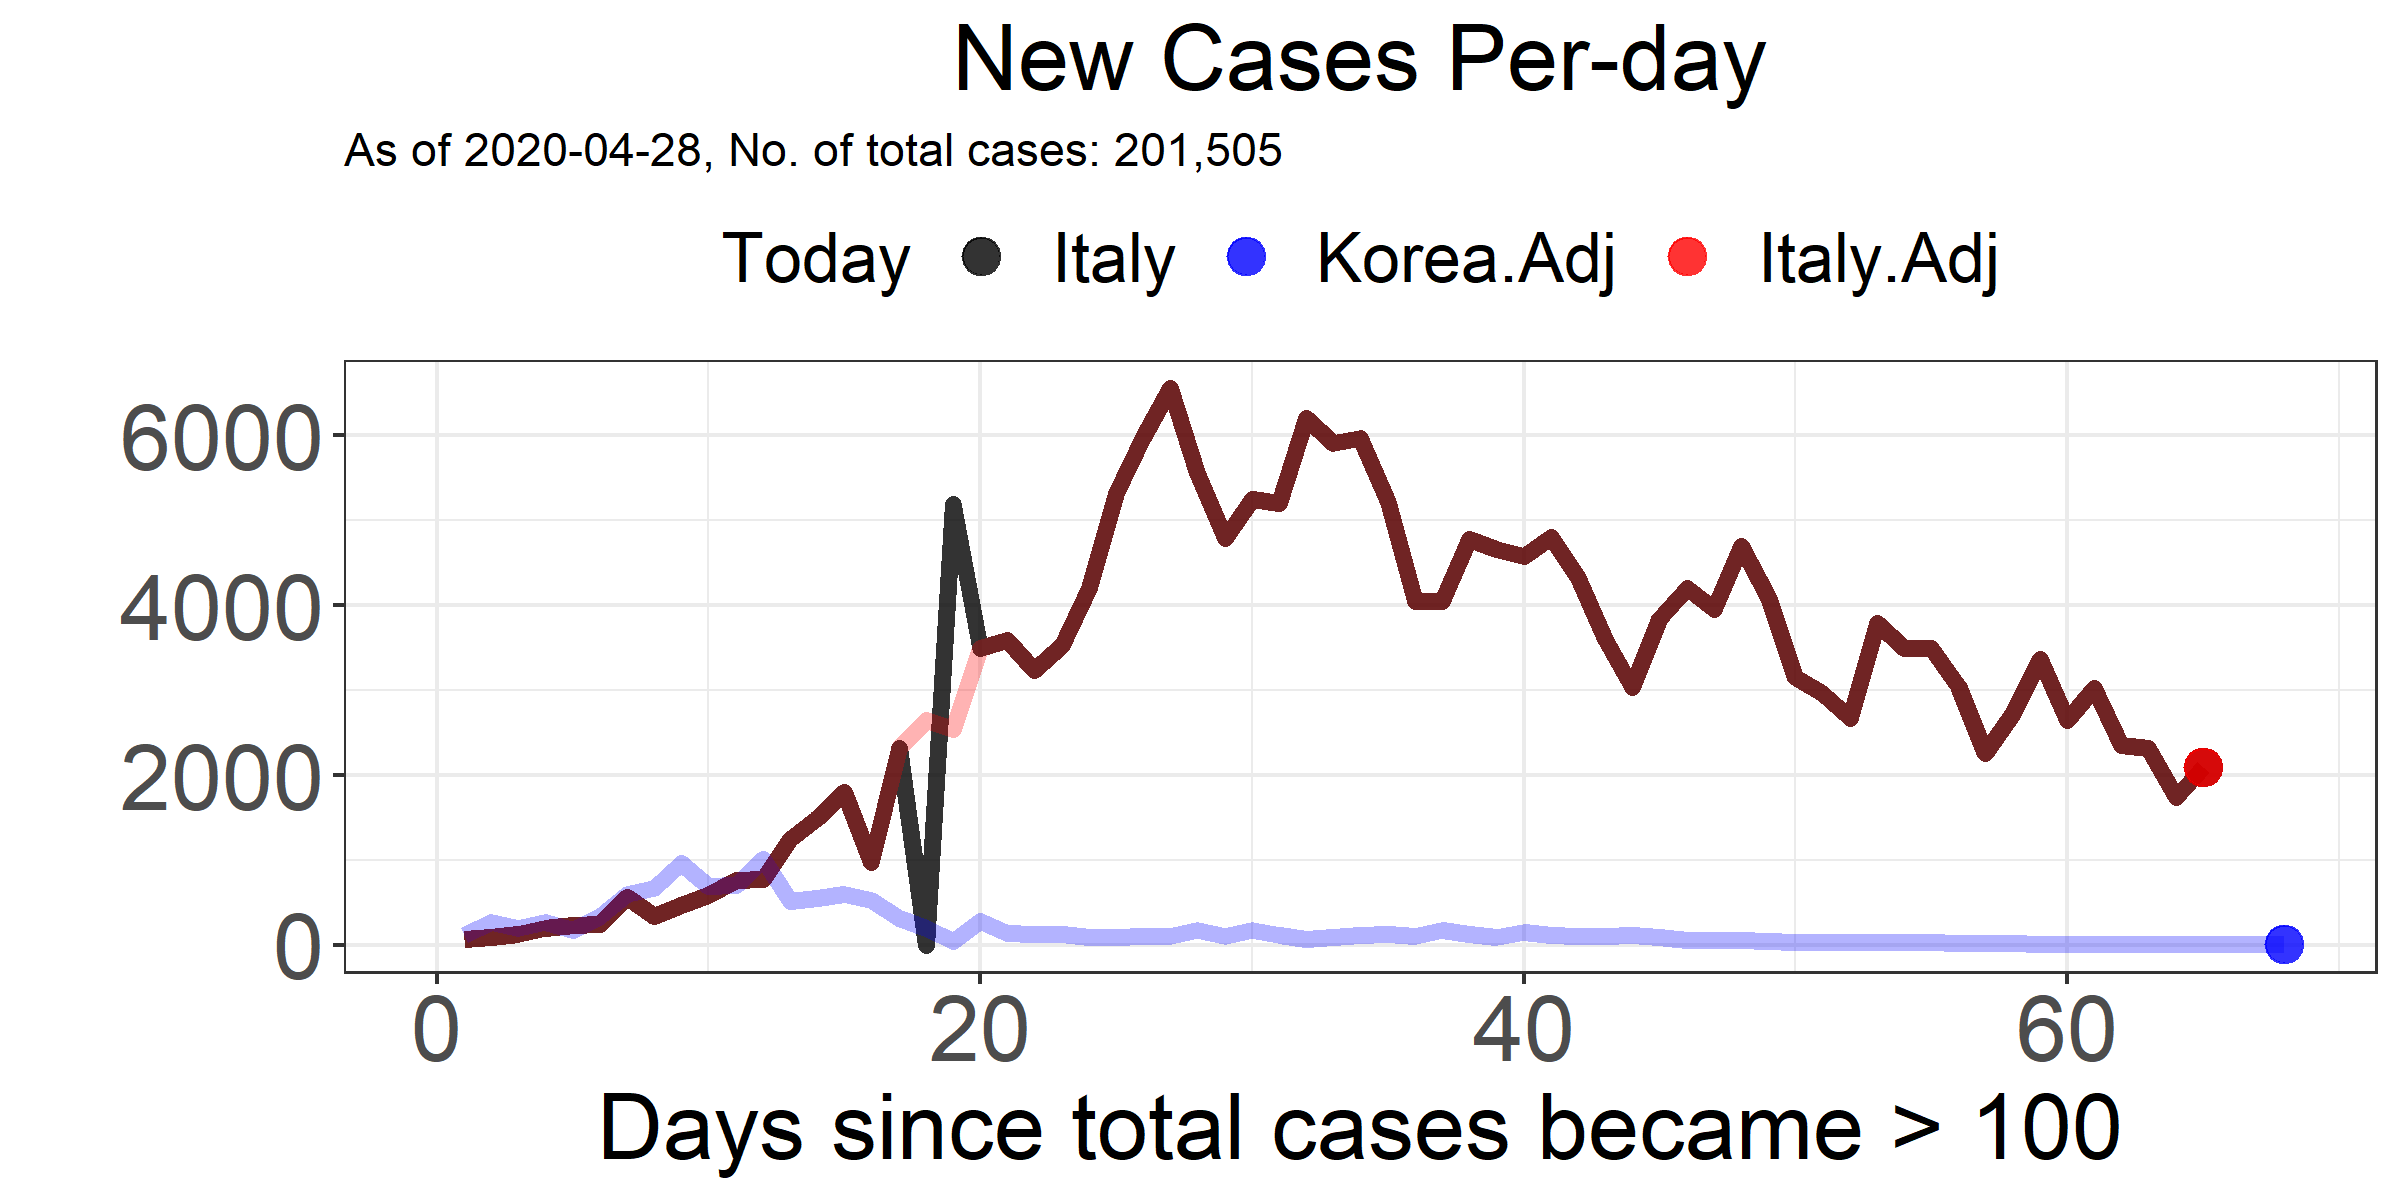 New Cases Per-day
As of 2020-04-28, No. of total cases: 201,505
Today Italy Korea.Adj Italy.Adj
6000
4000
2000
0
0 20 40 60
Days since total cases became > 100